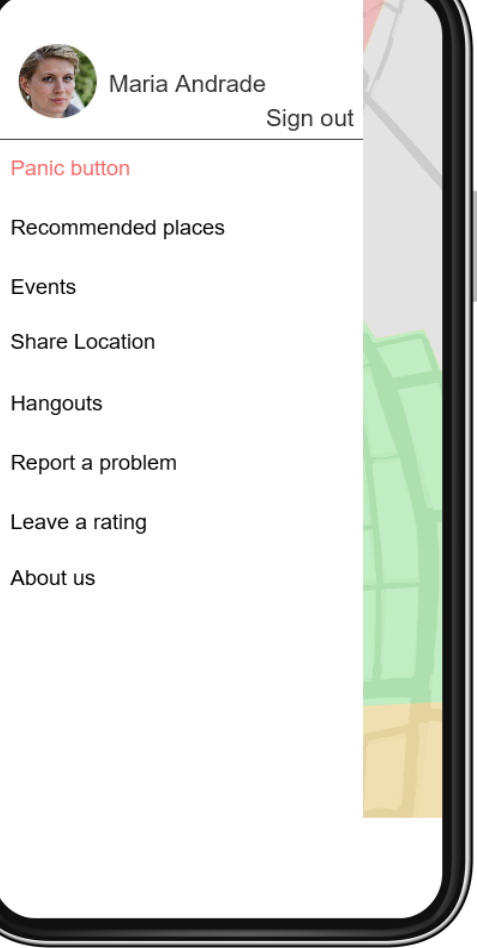 Maria Andrade
Sign out
Panic button
Recommended places
Events
Share Location
Hangouts
Report a problem
Leave a rating
About us